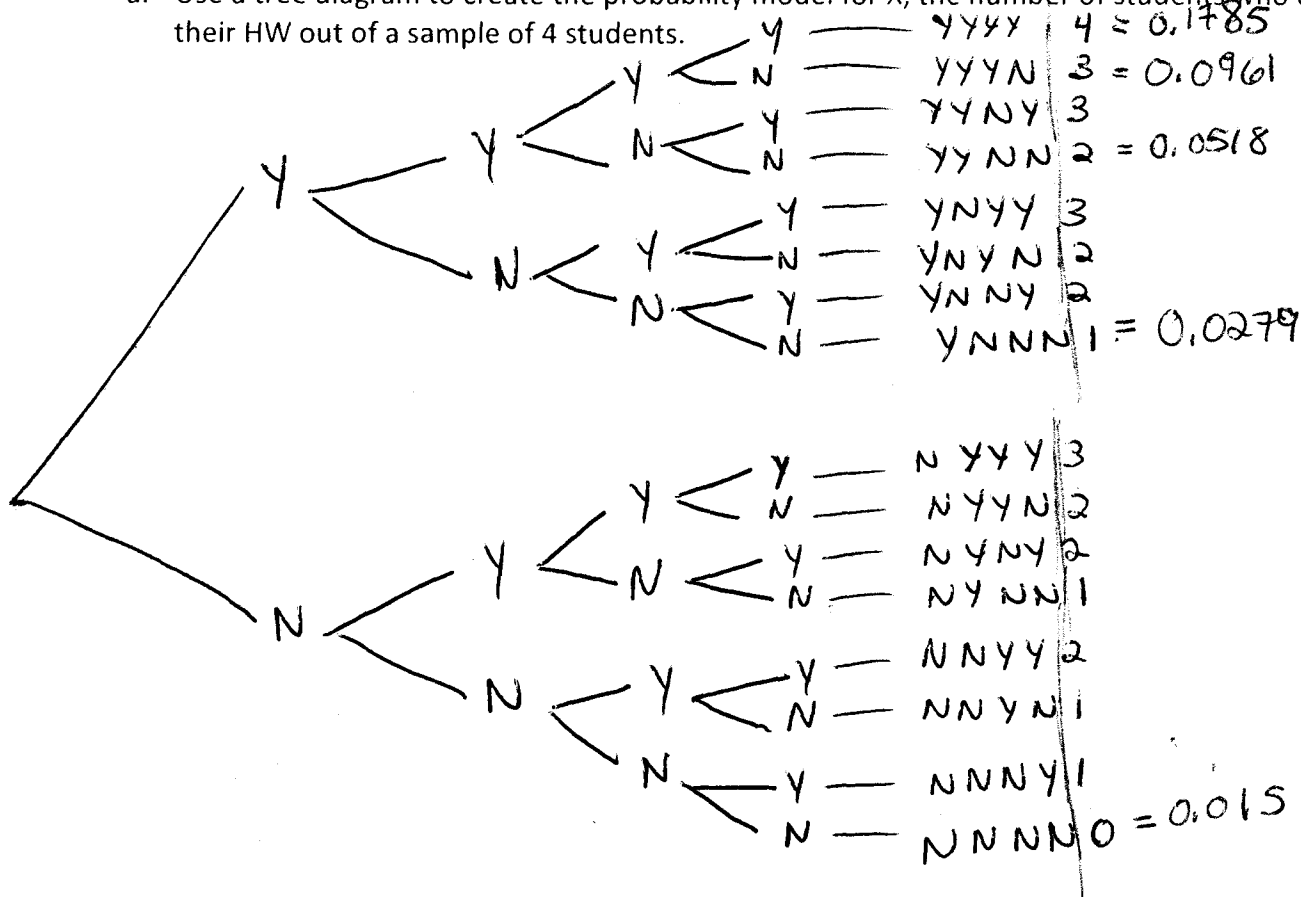 a. Use a tree diagram to create the probability model for X, the number of students who
their HW out of a sample of 4 students.
Y — YYYY 4 = 0.1785
Y N — YYYN 3 = 0.0961
Y — YYNY 3
Y N N — YYNN 2 = 0.0518
Y
Y — YNYY 3
Y N — YNYN 2
N Y — YNNY 2
N N — YNNN 1 = 0.0279
Y — NYYY 3
Y N — NYYN 2
Y Y — NYNY 2
N N — NYNN 1
N
Y Y — NNYY 2
N N — NNYN 1
N Y — NNNY 1
N — NNNN 0 = 0.015